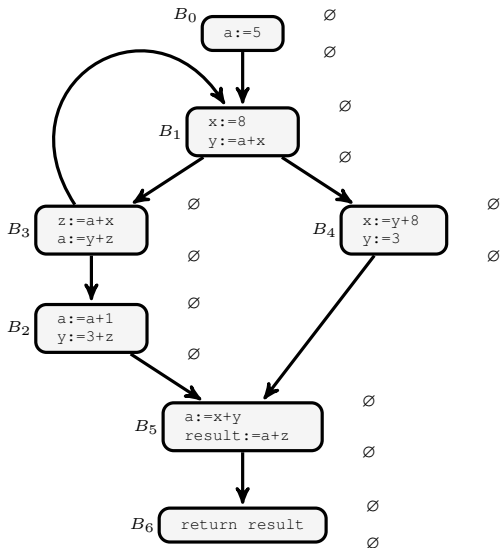 B0
a:=5
∅
∅
B1
x:=8
y:=a+x
∅
∅
B3
z:=a+x
a:=y+z
∅
∅
B4
x:=y+8
y:=3
∅
∅
B2
a:=a+1
y:=3+z
∅
∅
B5
a:=x+y
result:=a+z
∅
∅
B6
return result
∅
∅